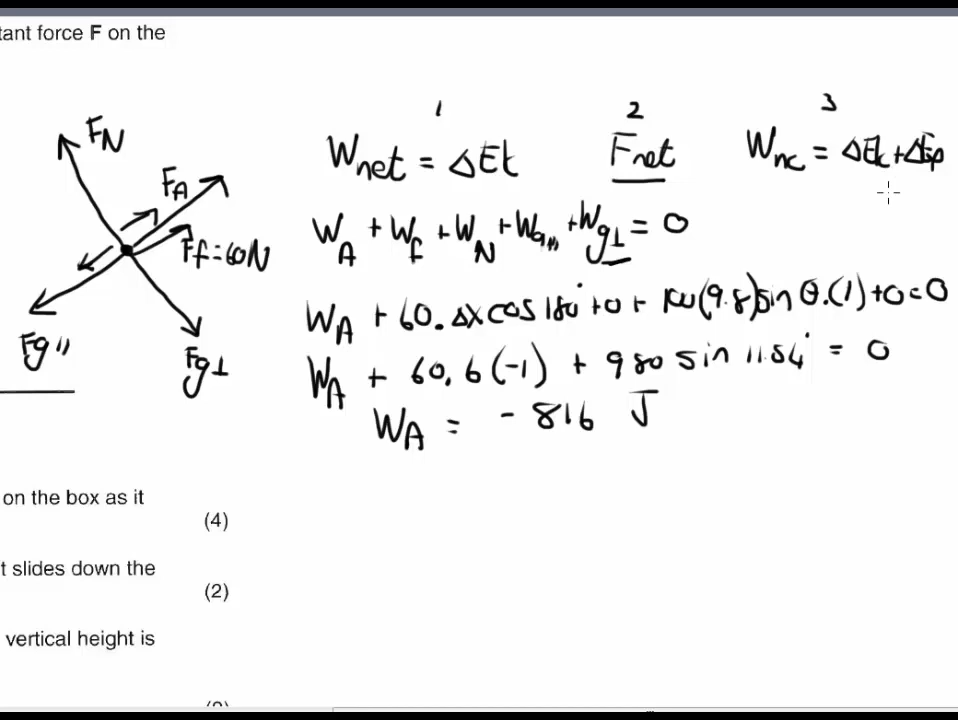 tant force F on the
1 2 3
Wnet = ΔEk Fnet Wnc = ΔEk + ΔEp
FN
FA
Ff = 60N
Fg//
Fg⊥
WA + Wf + WN + Wg// + Wg⊥ = 0
WA + 60.Δx cos 180° + 0 + 100(9.8) sin θ.(1) + 0 = 0
WA + 60.6(-1) + 980 sin 11.54° = 0
WA = - 816 J
on the box as it
(4)
t slides down the
(2)
vertical height is